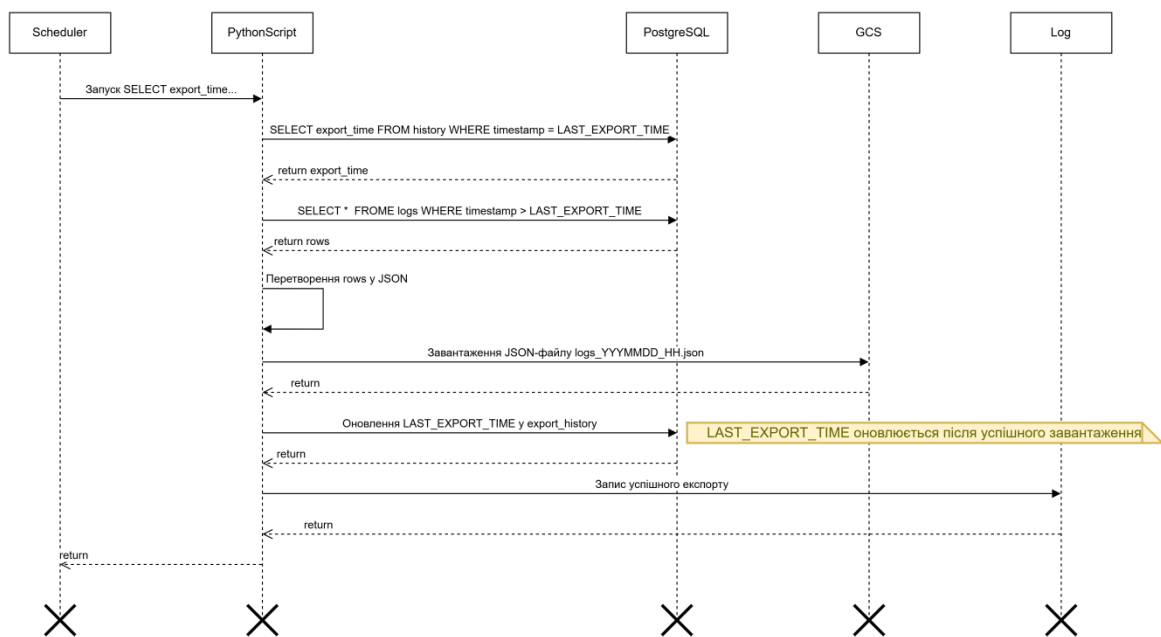 Scheduler
PythonScript
PostgreSQL
GCS
Log
Запуск SELECT export_time...
SELECT export_time FROM history WHERE timestamp = LAST_EXPORT_TIME
return export_time
SELECT * FROME logs WHERE timestamp > LAST_EXPORT_TIME
return rows
Перетворення rows у JSON
Завантаження JSON-файлу logs_YYYMMDD_HH.json
return
Оновлення LAST_EXPORT_TIME у export_history
LAST_EXPORT_TIME оновлюється після успішного завантаження
return
Запис успішного експорту
return
return